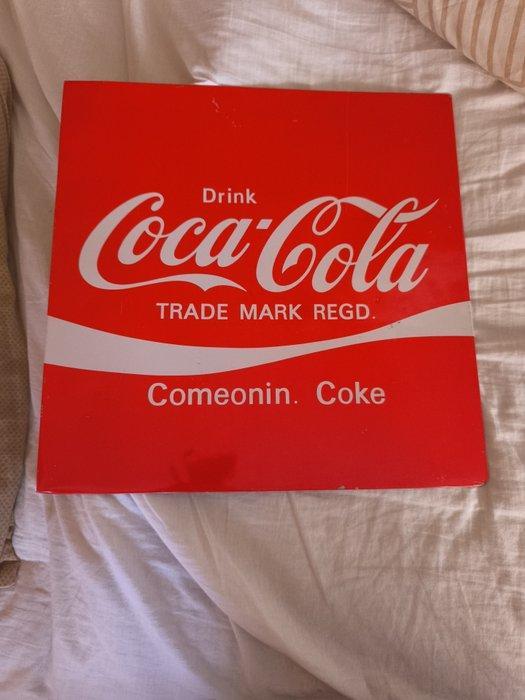 Drink
Coca-Cola
TRADE MARK REGD.
Comeonin. Coke